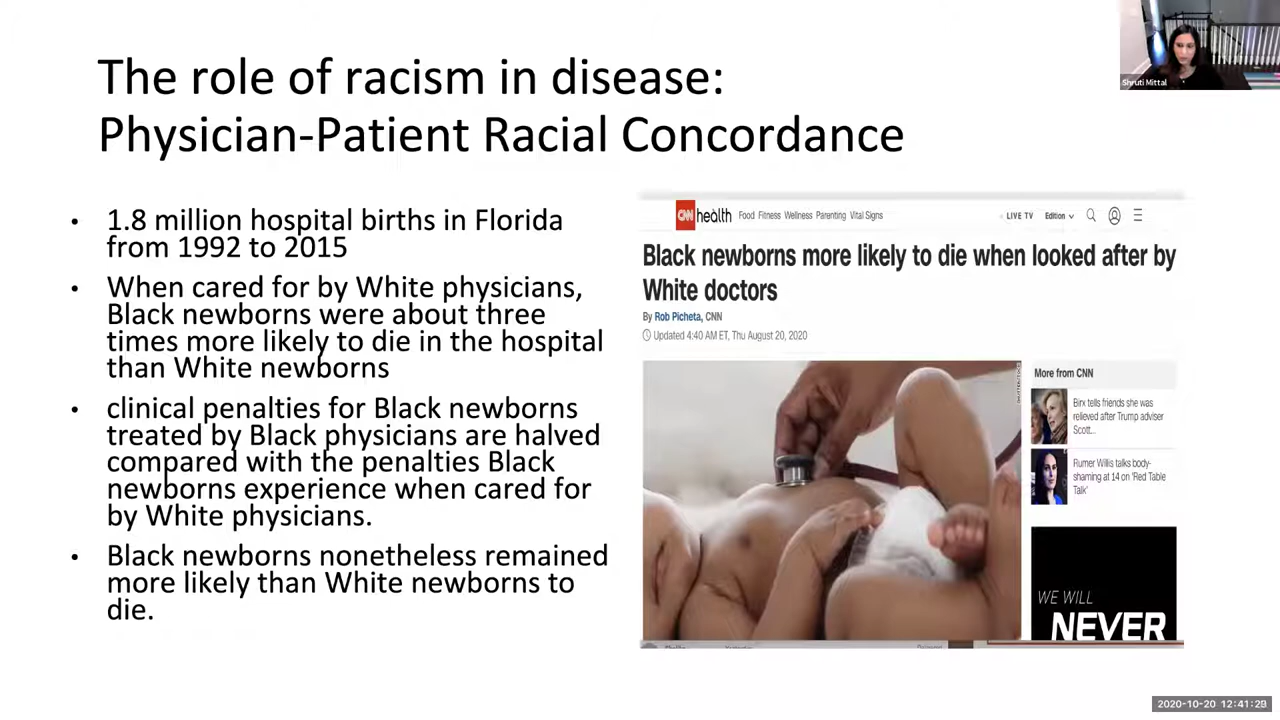 Shruti Mittal
The role of racism in disease:
Physician-Patient Racial Concordance
• 1.8 million hospital births in Florida
from 1992 to 2015
• When cared for by White physicians,
Black newborns were about three
times more likely to die in the hospital
than White newborns
• clinical penalties for Black newborns
treated by Black physicians are halved
compared with the penalties Black
newborns experience when cared for
by White physicians.
• Black newborns nonetheless remained
more likely than White newborns to
die.
CNN health Food Fitness Wellness Parenting Vital Signs LIVE TV Edition
Black newborns more likely to die when looked after by
White doctors
By Rob Picheta, CNN
Updated 4:40 AM ET, Thu August 20, 2020
More from CNN
Birx tells friends she was
relieved after Trump adviser
Scott...
Rumer Willis talks body-
shaming at 14 on 'Red Table
Talk'
WE WILL
NEVER
2020-10-20 12:41:29